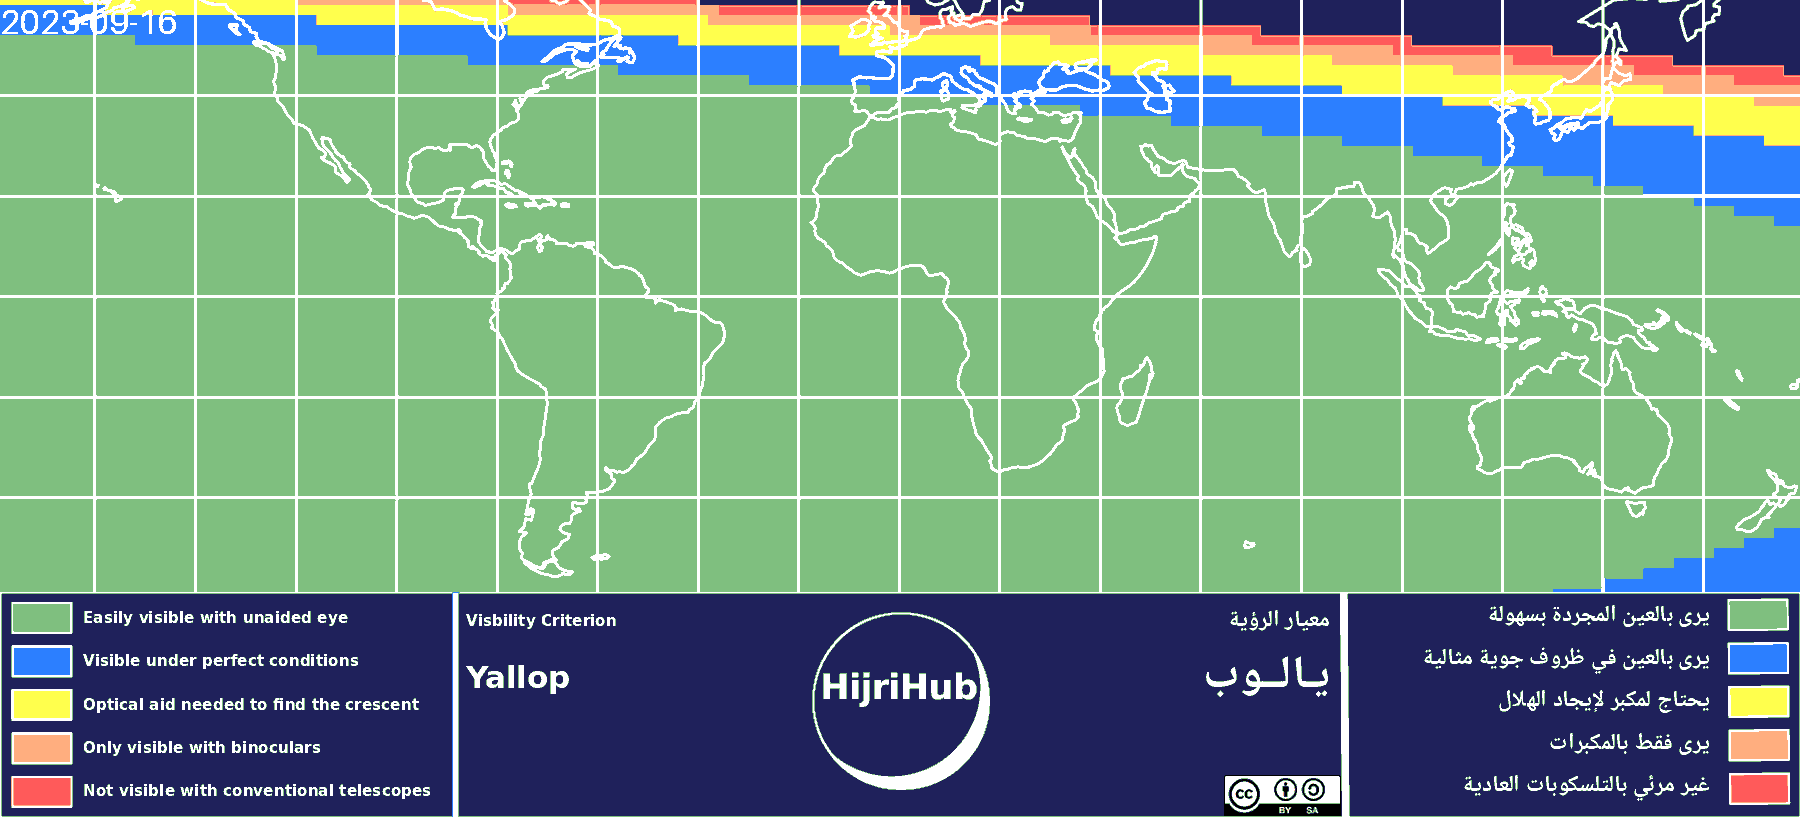 2023-09-16
Easily visible with unaided eye
Visible under perfect conditions
Optical aid needed to find the crescent
Only visible with binoculars
Not visible with conventional telescopes
Visbility Criterion
Yallop
HijriHub
معيار الرؤية
يـالـوب
cc
BY SA
يرى بالعين المجردة بسهولة
يرى بالعين في ظروف جوية مثالية
يحتاج لمكبر لإيجاد الهلال
يرى فقط بالمكبرات
غير مرئي بالتلسكوبات العادية